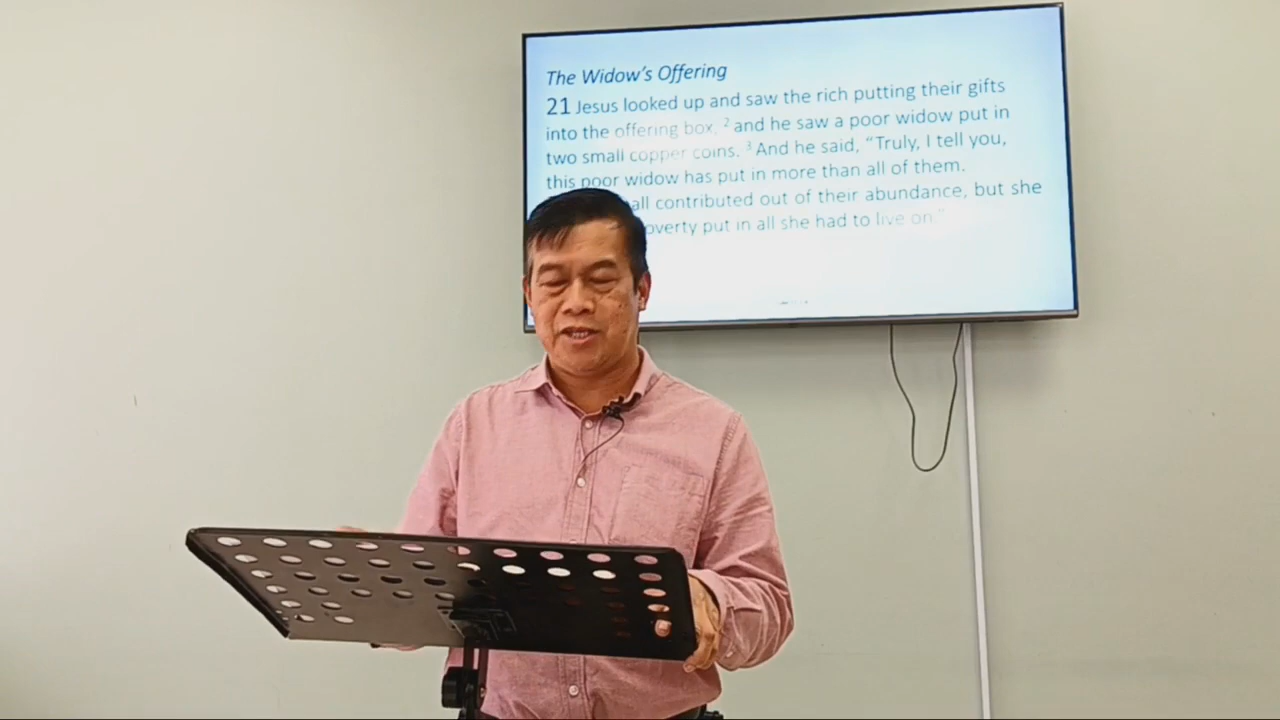 The Widow's Offering
21 Jesus looked up and saw the rich putting their gifts
into the offering box, 2 and he saw a poor widow put in
two small copper coins. 3 And he said, “Truly, I tell you,
this poor widow has put in more than all of them.
all contributed out of their abundance, but she
overty put in all she had to live on.”